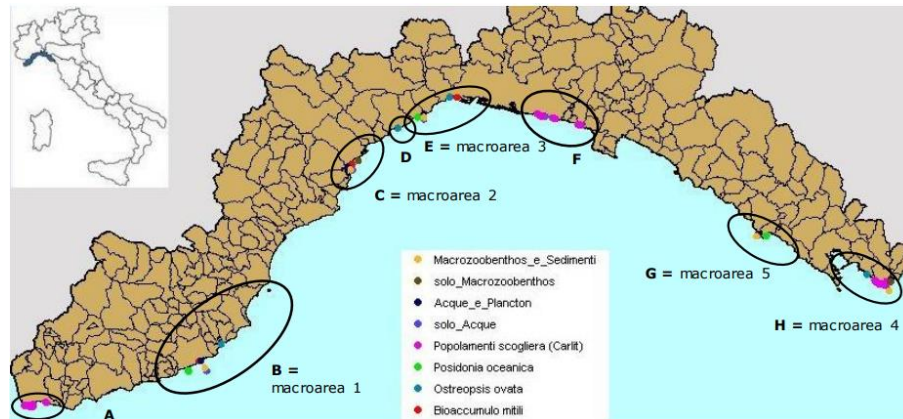 E = macroarea 3
D
F
C = macroarea 2
Macrozoobenthos_e_Sedimenti
solo_Macrozoobenthos
Acque_e_Plancton
solo_Acque
Popolamenti scogliera (Carlit)
Posidonia oceanica
Ostreopsis ovata
Bioaccumulo mitili
G = macroarea 5
H = macroarea 4
B =
macroarea 1
A